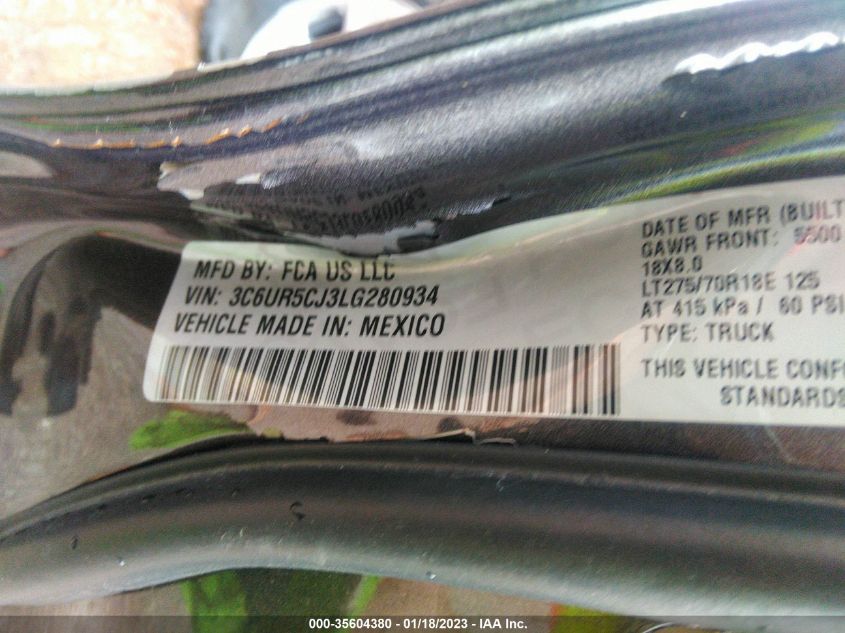 MFD BY: FCA US LLC
VIN: 3C6UR5CJ3LG280934
VEHICLE MADE IN: MEXICO
DATE OF MFR (BUILT
GAWR FRONT: 5500
18X8.0
LT275/70R18E 125
AT 415 kPa / 60 PSI
TYPE: TRUCK
THIS VEHICLE CONF
STANDARDS
000-35604380 - 01/18/2023 - IAA Inc.